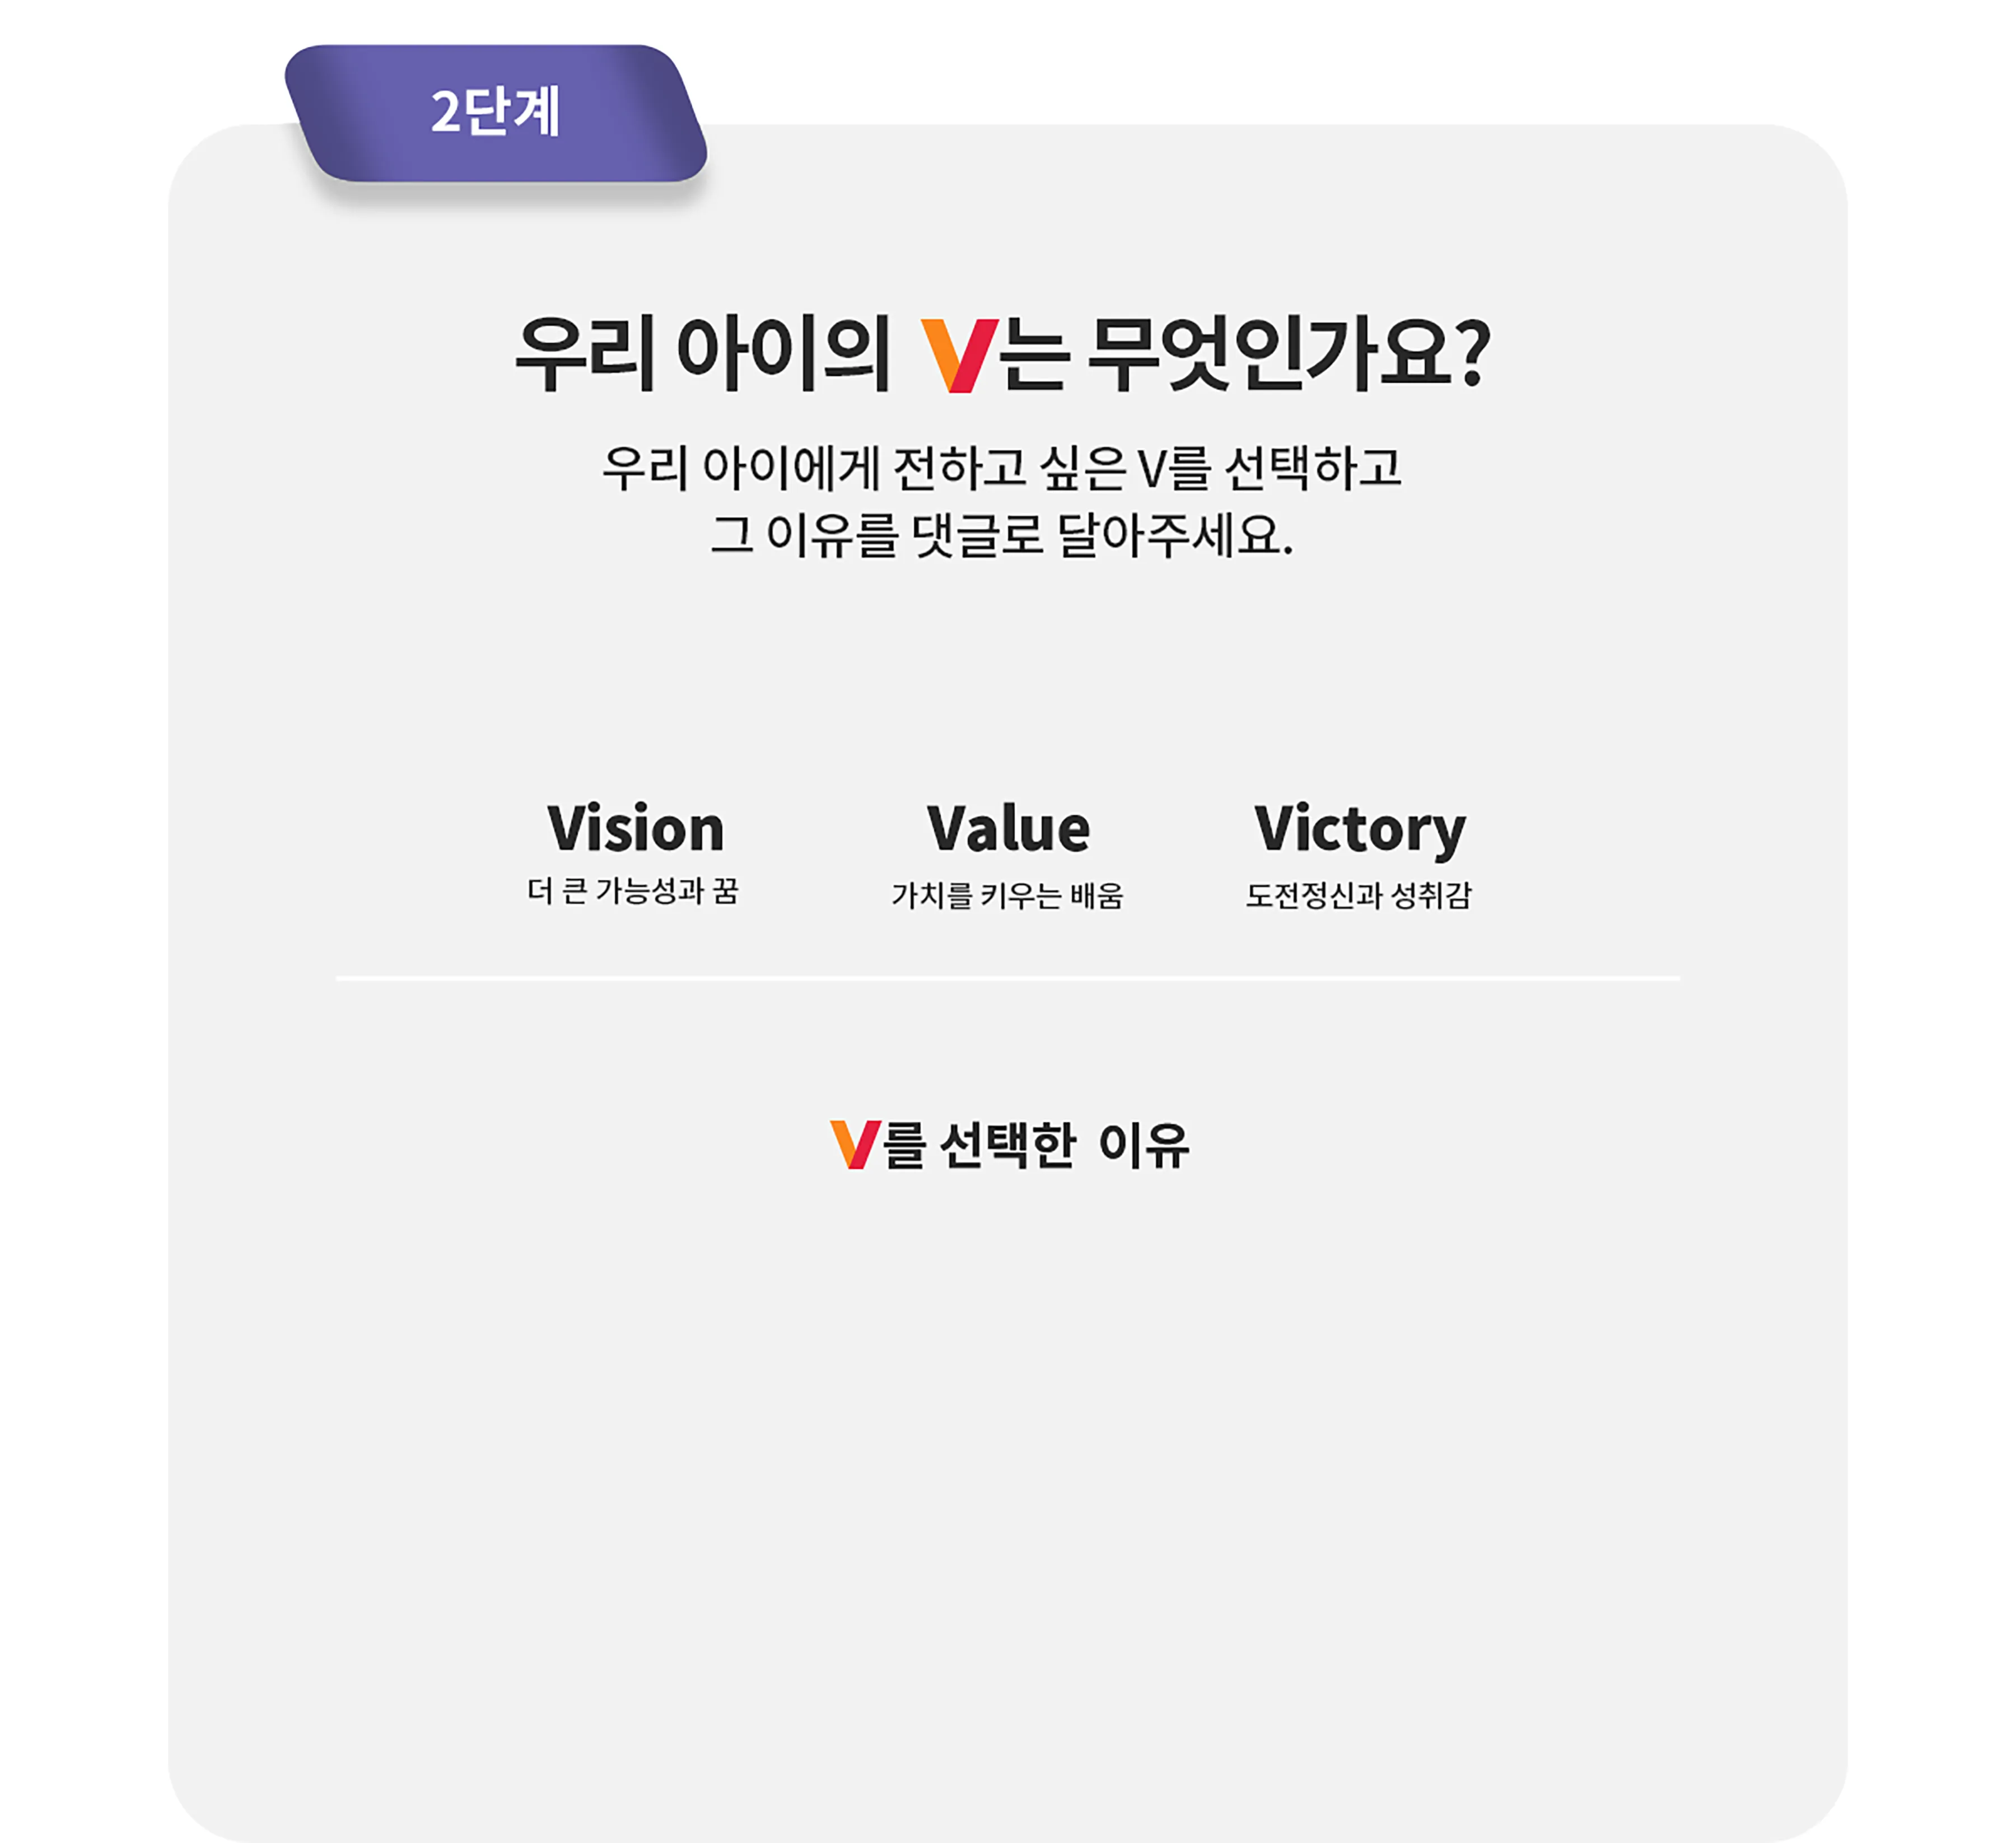 2단계
우리 아이의 V는 무엇인가요?
우리 아이에게 전하고 싶은 V를 선택하고
그 이유를 댓글로 달아주세요.
Vision Value Victory
더 큰 가능성과 꿈 가치를 키우는 배움 도전정신과 성취감
V를 선택한 이유